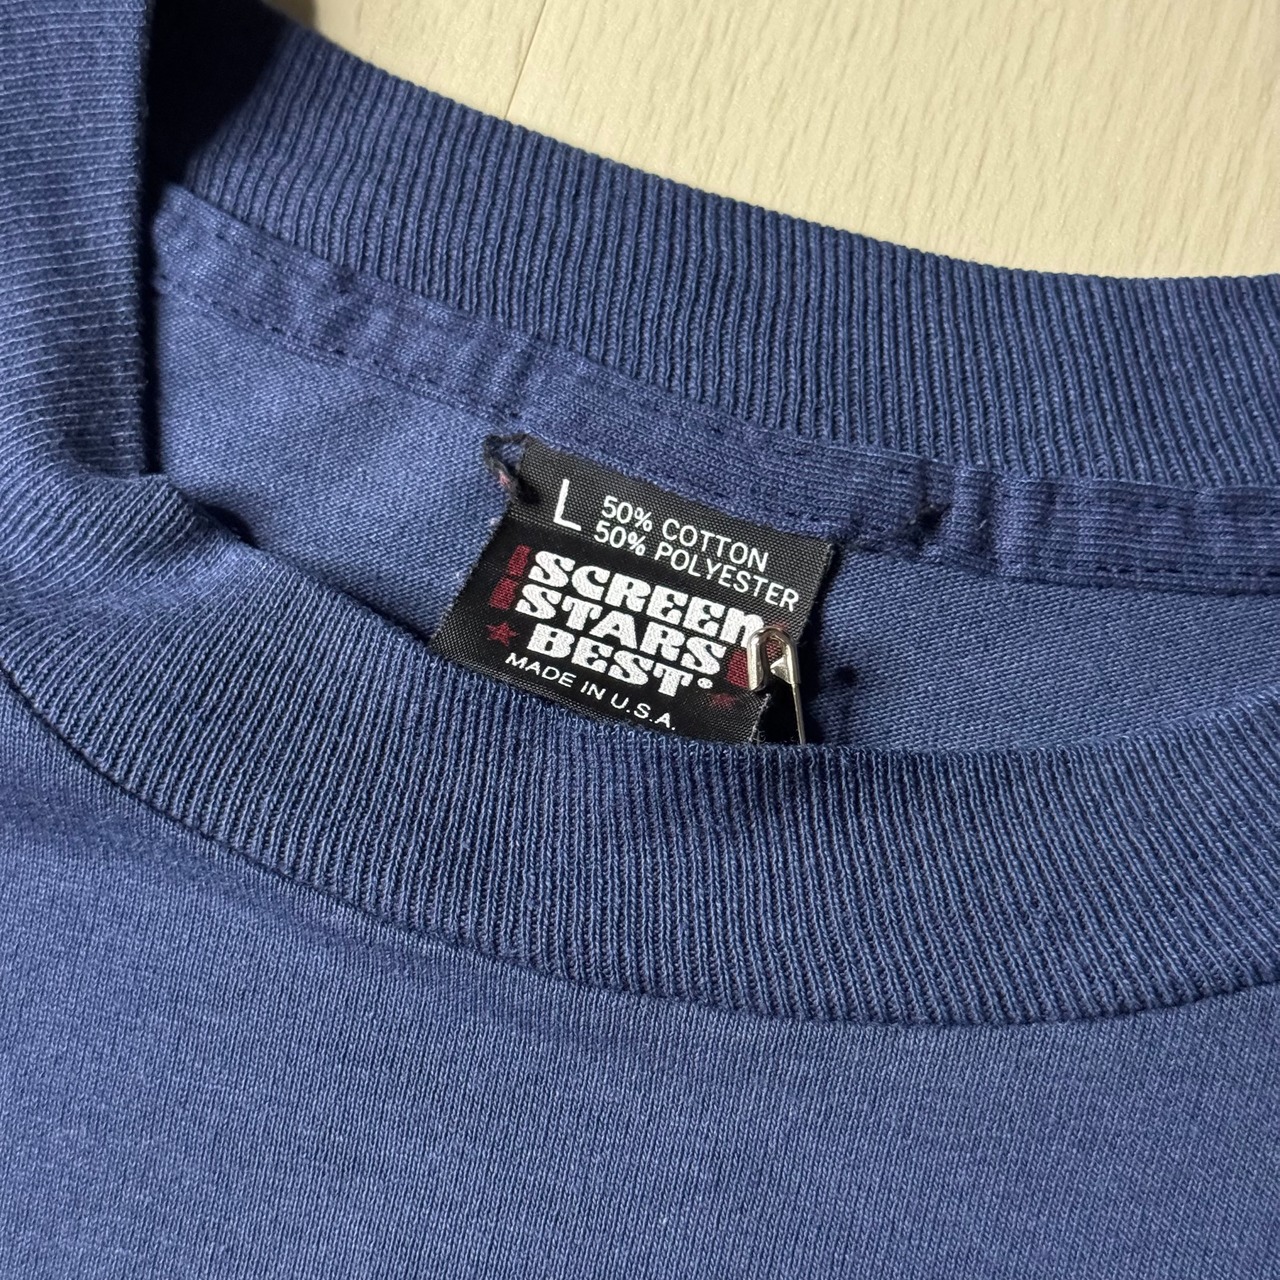 L 50% COTTON
50% POLYESTER
SCREEN
STARS
BEST®
MADE IN U.S.A.